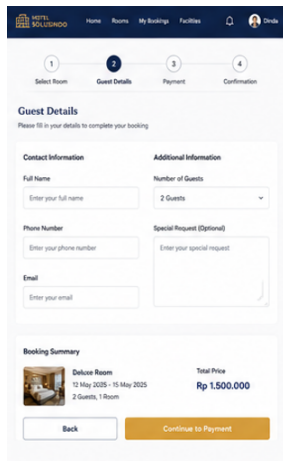 HOTEL
SOLUSINDO
Home Rooms My Bookings Facilities
Dinda
1 2 3 4
Select Room Guest Details Payment Confirmation
Guest Details
Please fill in your details to complete your booking
Contact Information
Full Name
Enter your full name
Phone Number
Enter your phone number
Email
Enter your email
Additional Information
Number of Guests
2 Guests
Special Request (Optional)
Enter your special request
Booking Summary
Deluxe Room
12 May 2025 - 15 May 2025
2 Guests, 1 Room
Total Price
Rp 1.500.000
Back
Continue to Payment